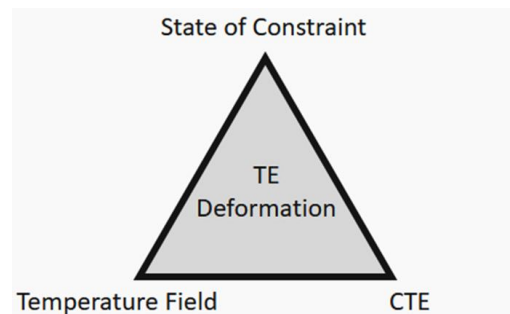 State of Constraint
TE
Deformation
Temperature Field
CTE